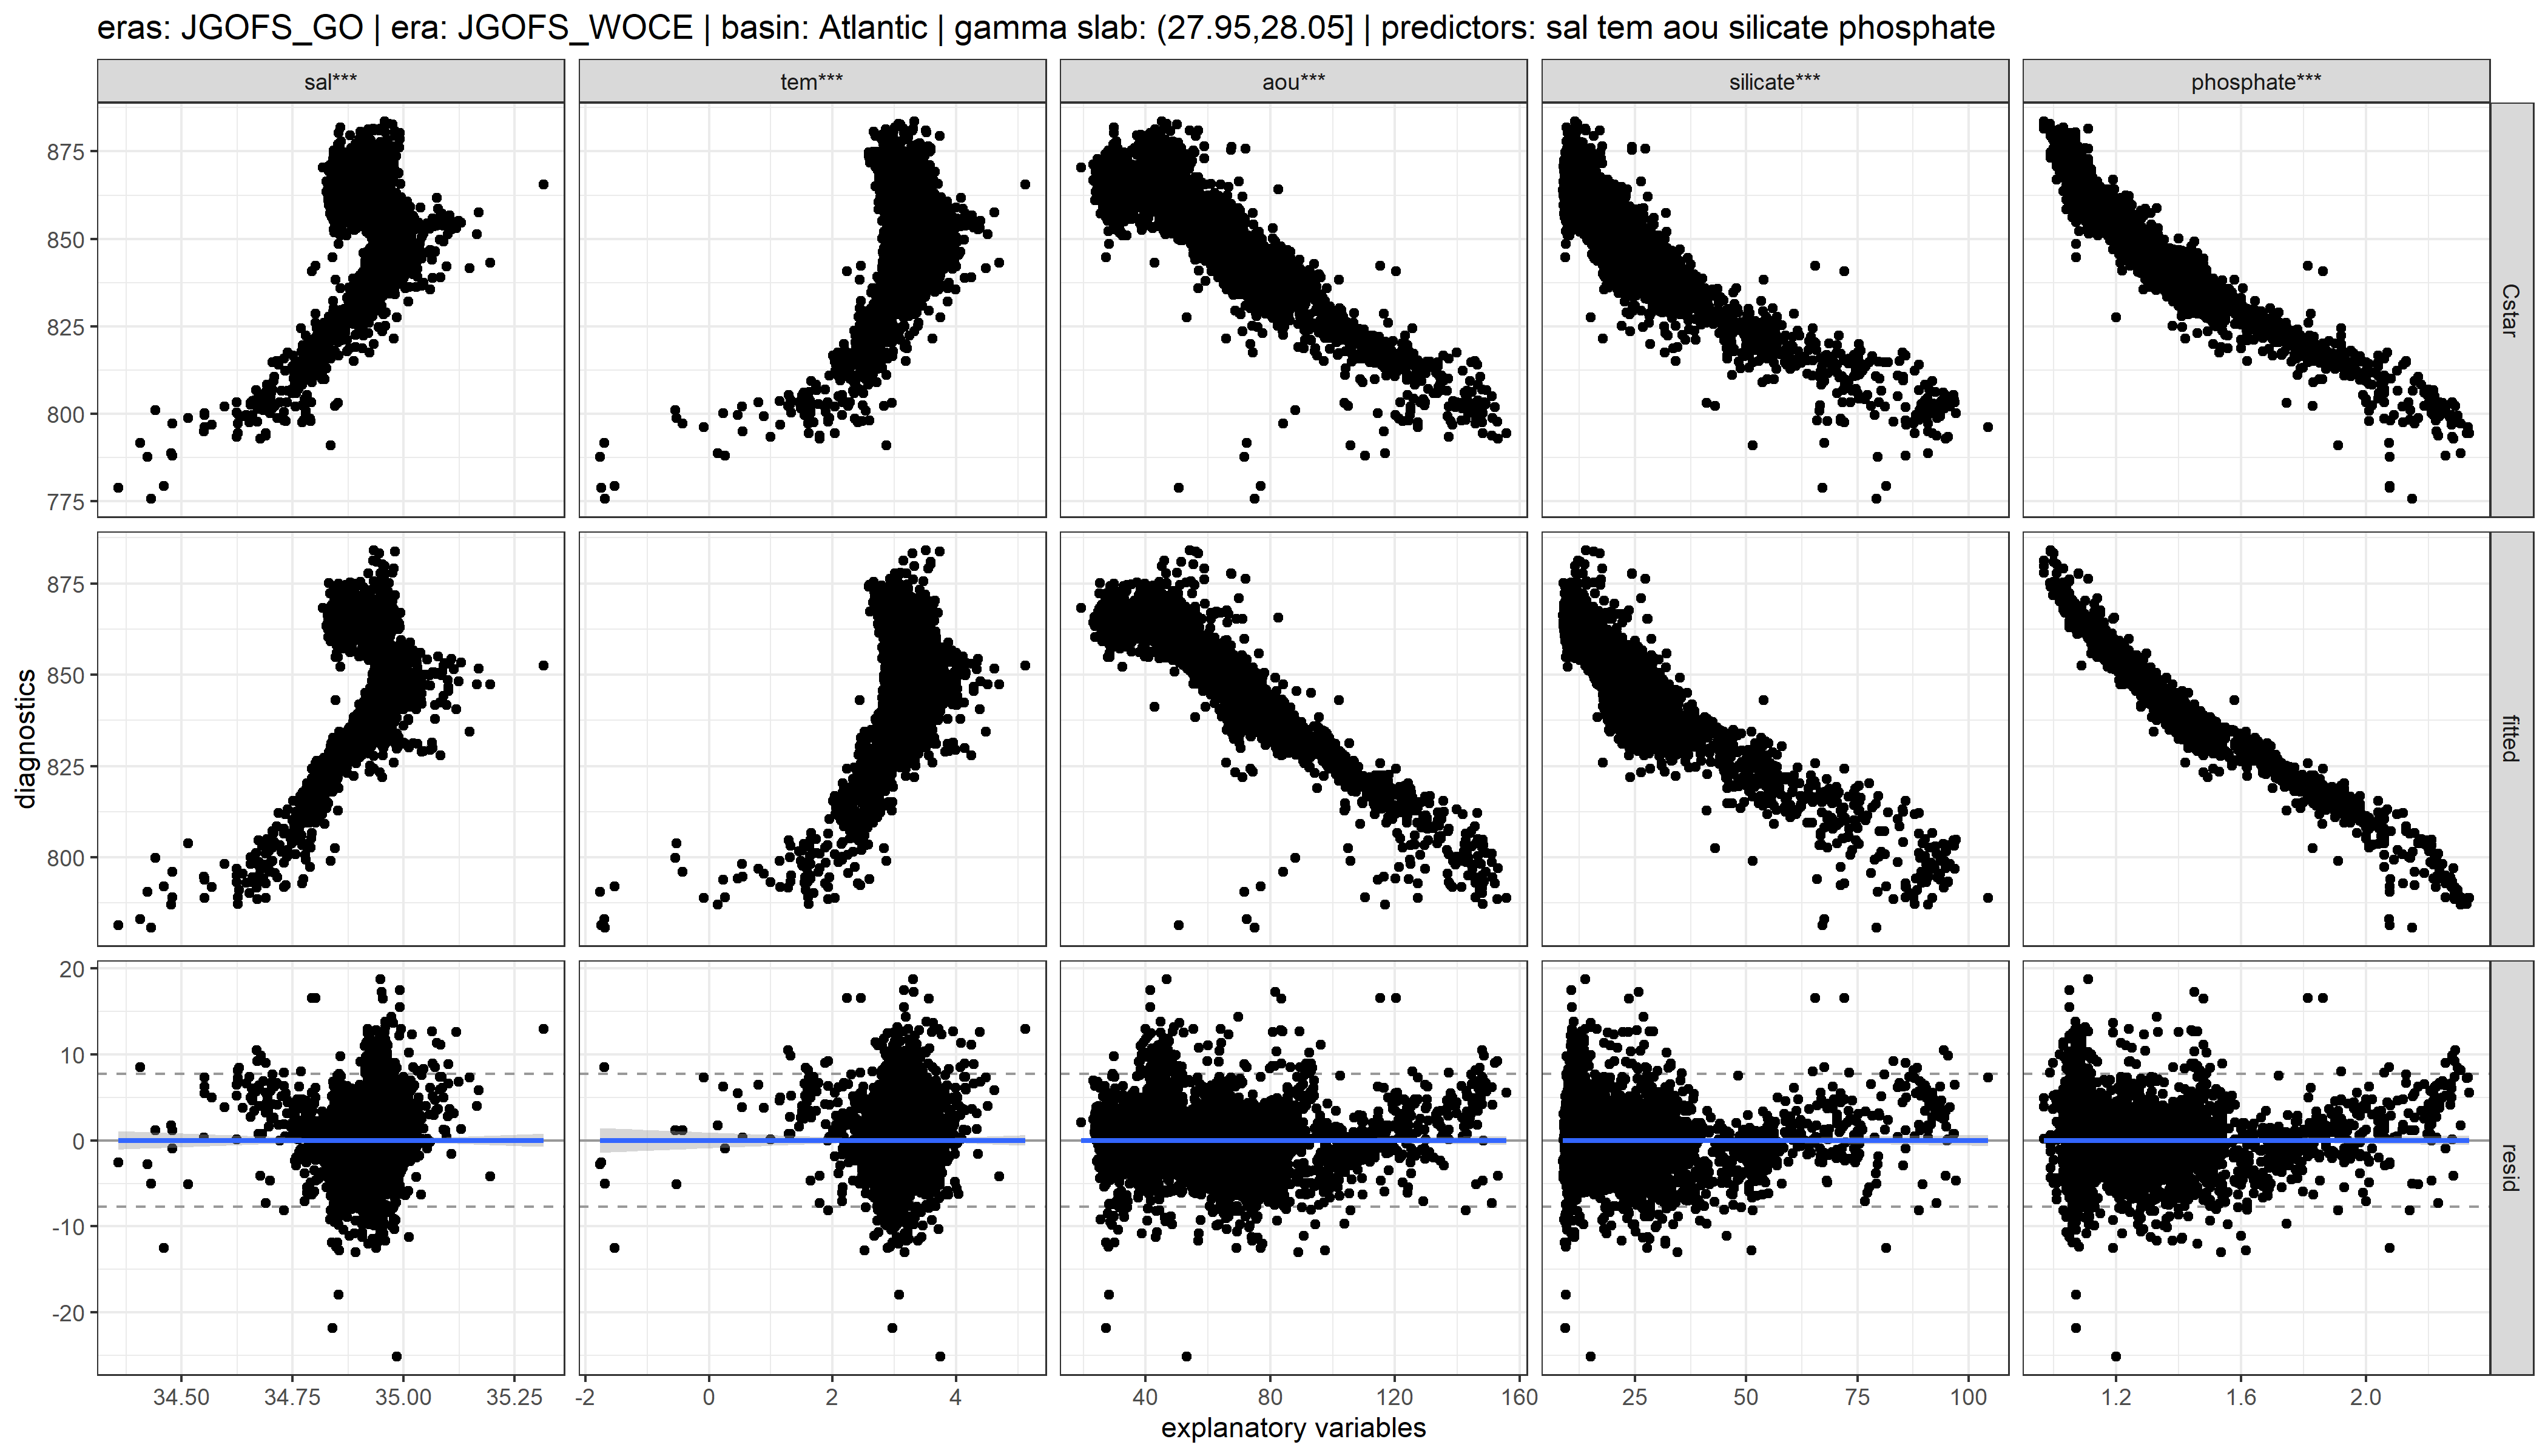 eras: JGOFS_GO | era: JGOFS_WOCE | basin: Atlantic | gamma slab: (27.95,28.05] | predictors: sal tem aou silicate phosphate
sal*** tem*** aou*** silicate*** phosphate***
875
850
825
800
775
Cstar
875
850
825
800
fitted
20
10
0
-10
-20
resid
diagnostics
34.50 34.75 35.00 35.25 -2 0 2 4 40 80 120 160 25 50 75 100 1.2 1.6 2.0
explanatory variables